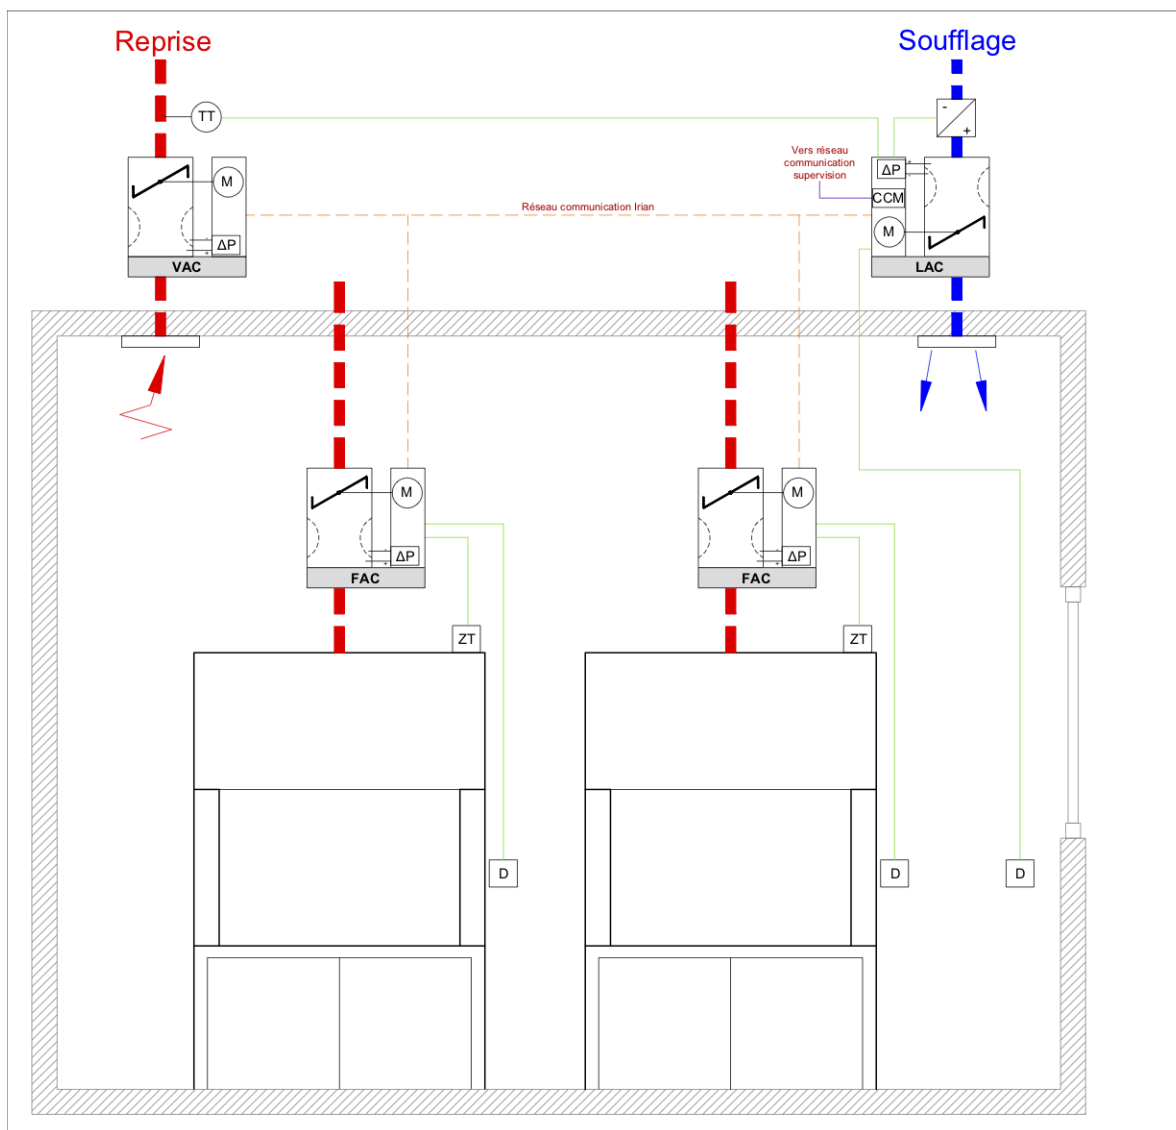 Reprise
Soufflage
TT
-
+
Vers réseau
communication
supervision
M
ΔP
+
-
CCM
Réseau communication Irian
M
-
ΔP
+
VAC
LAC
M
M
-
ΔP
+
-
ΔP
+
FAC
FAC
ZT
ZT
D
D
D